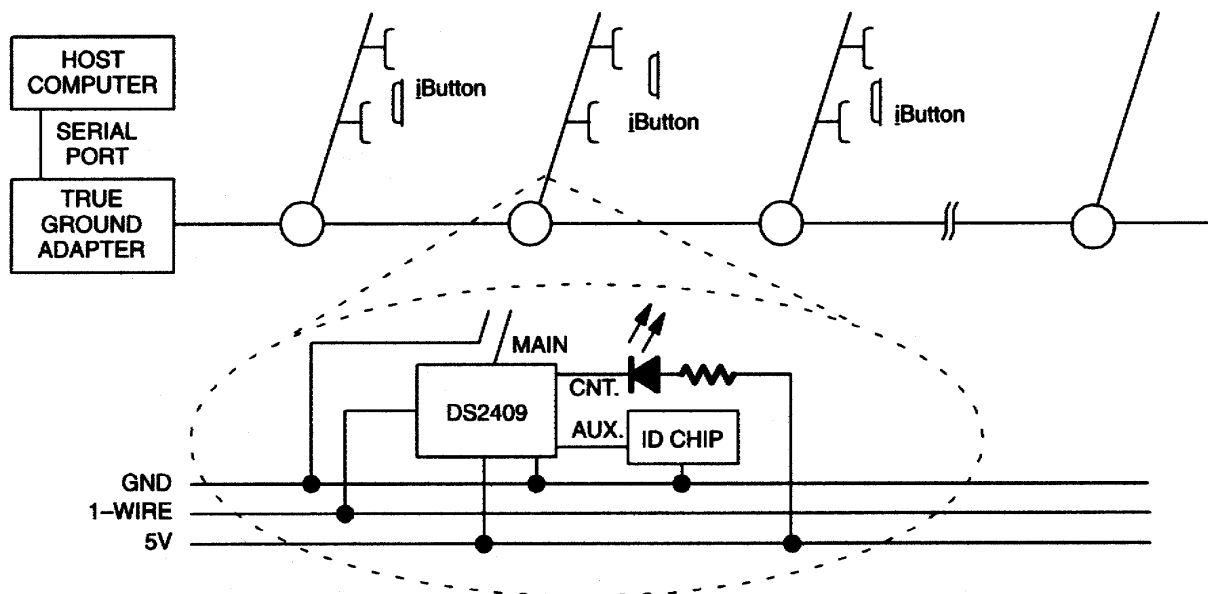 HOST
COMPUTER
SERIAL
PORT
TRUE
GROUND
ADAPTER
iButton
iButton
iButton
MAIN
CNT.
DS2409
AUX.
ID CHIP
GND
1–WIRE
5V